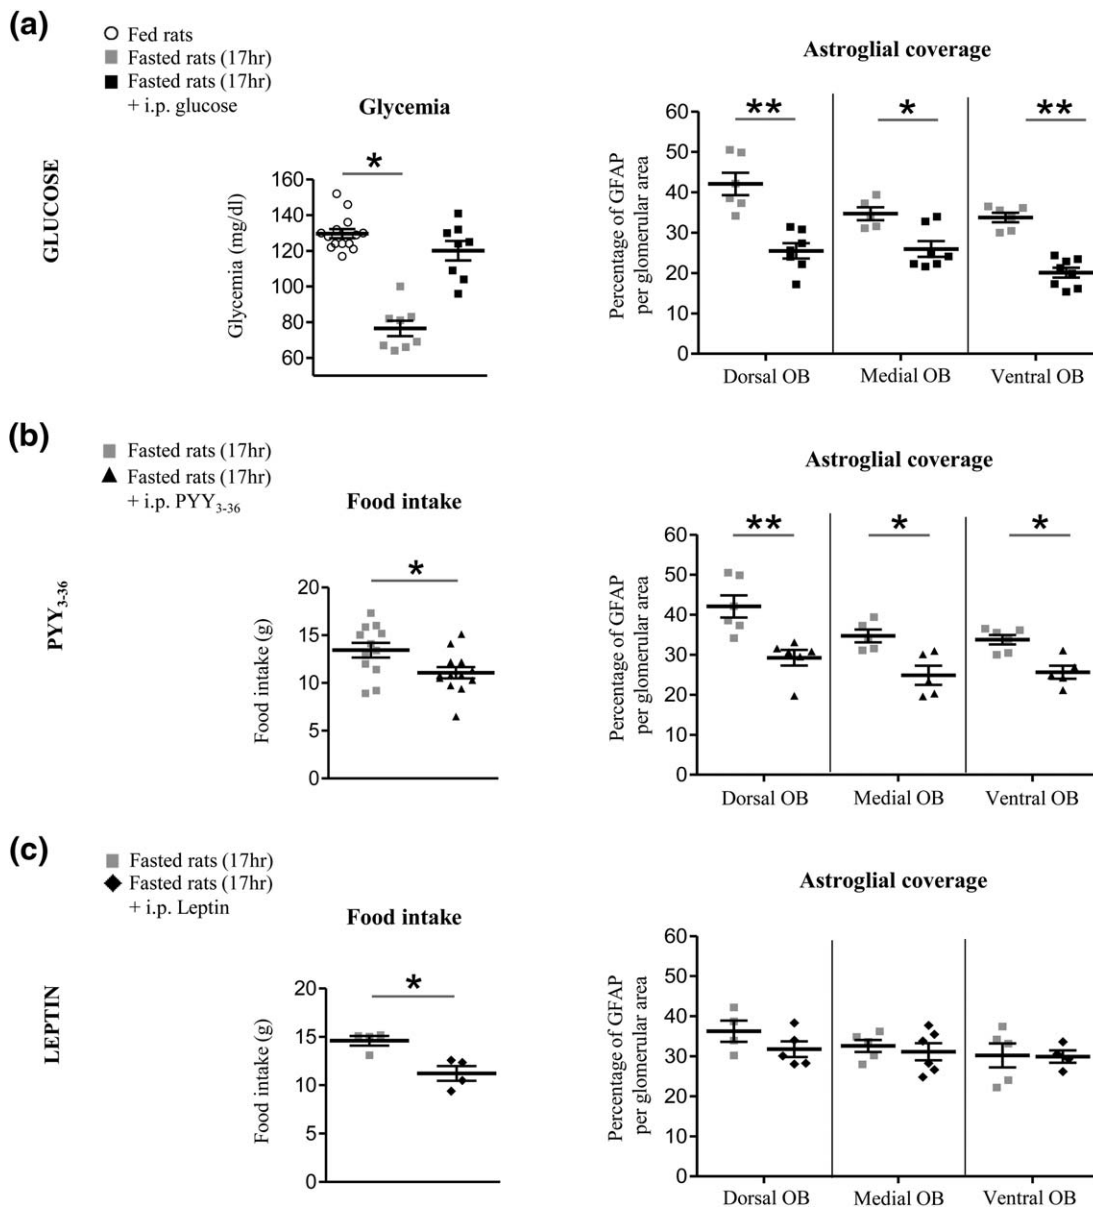 (a)
Fed rats
Fasted rats (17hr)
Fasted rats (17hr)
+ i.p. glucose
GLUCOSE
Glycemia
*
Glycemia (mg/dl)
160
140
120
100
80
60
Astroglial coverage
** * **
Percentage of GFAP
per glomerular area
60
50
40
30
20
10
0
Dorsal OB Medial OB Ventral OB
(b)
Fasted rats (17hr)
Fasted rats (17hr)
+ i.p. PYY3-36
PYY3-36
Food intake
*
Food intake (g)
20
15
10
5
0
Astroglial coverage
** * *
Percentage of GFAP
per glomerular area
60
50
40
30
20
10
0
Dorsal OB Medial OB Ventral OB
(c)
Fasted rats (17hr)
Fasted rats (17hr)
+ i.p. Leptin
LEPTIN
Food intake
*
Food intake (g)
20
15
10
5
0
Astroglial coverage
Percentage of GFAP
per glomerular area
60
50
40
30
20
10
0
Dorsal OB Medial OB Ventral OB